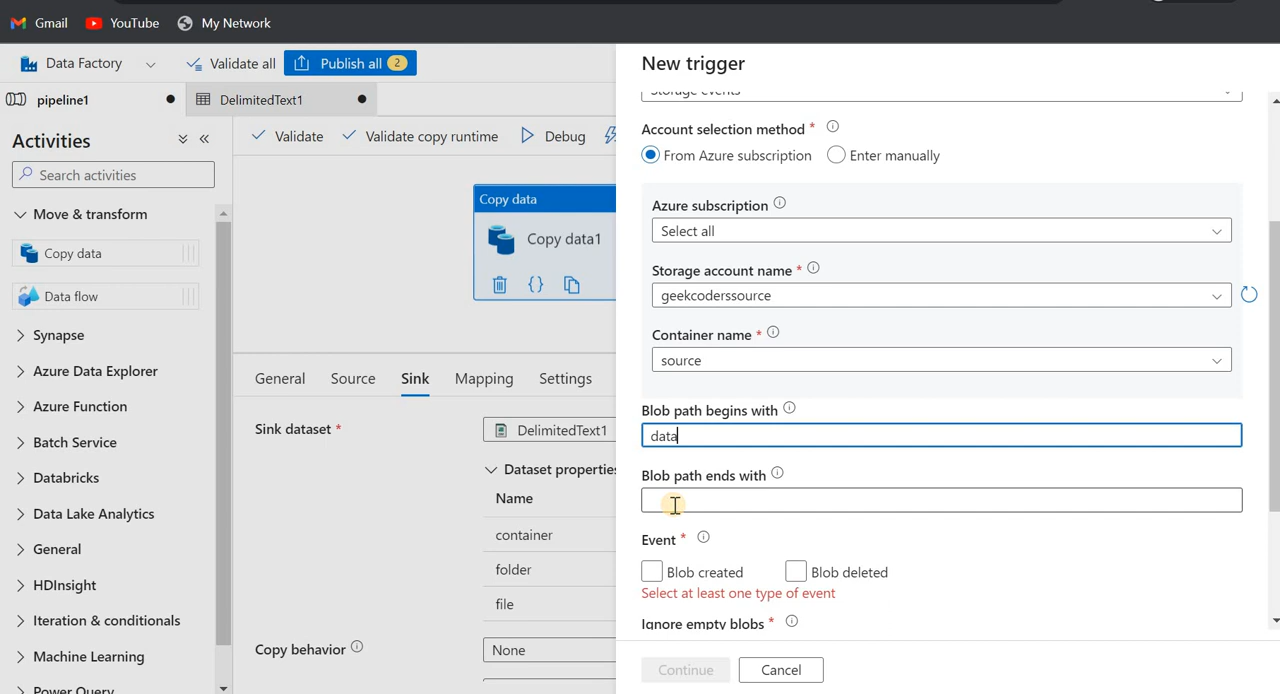 Gmail YouTube My Network
Data Factory Validate all Publish all 2
pipeline1 DelimitedText1
Activities
Search activities
Move & transform
Copy data
Data flow
Synapse
Azure Data Explorer
Azure Function
Batch Service
Databricks
Data Lake Analytics
General
HDInsight
Iteration & conditionals
Machine Learning
Power Query
Validate Validate copy runtime Debug
Copy data
Copy data1
General Source Sink Mapping Settings
Sink dataset *
DelimitedText1
Dataset properties
Name
container
folder
file
Copy behavior
None
New trigger
Storage events
Account selection method *
From Azure subscription Enter manually
Azure subscription
Select all
Storage account name *
geekcoderssource
Container name *
source
Blob path begins with
data
Blob path ends with
Event *
Blob created Blob deleted
Select at least one type of event
Ignore empty blobs *
Continue Cancel